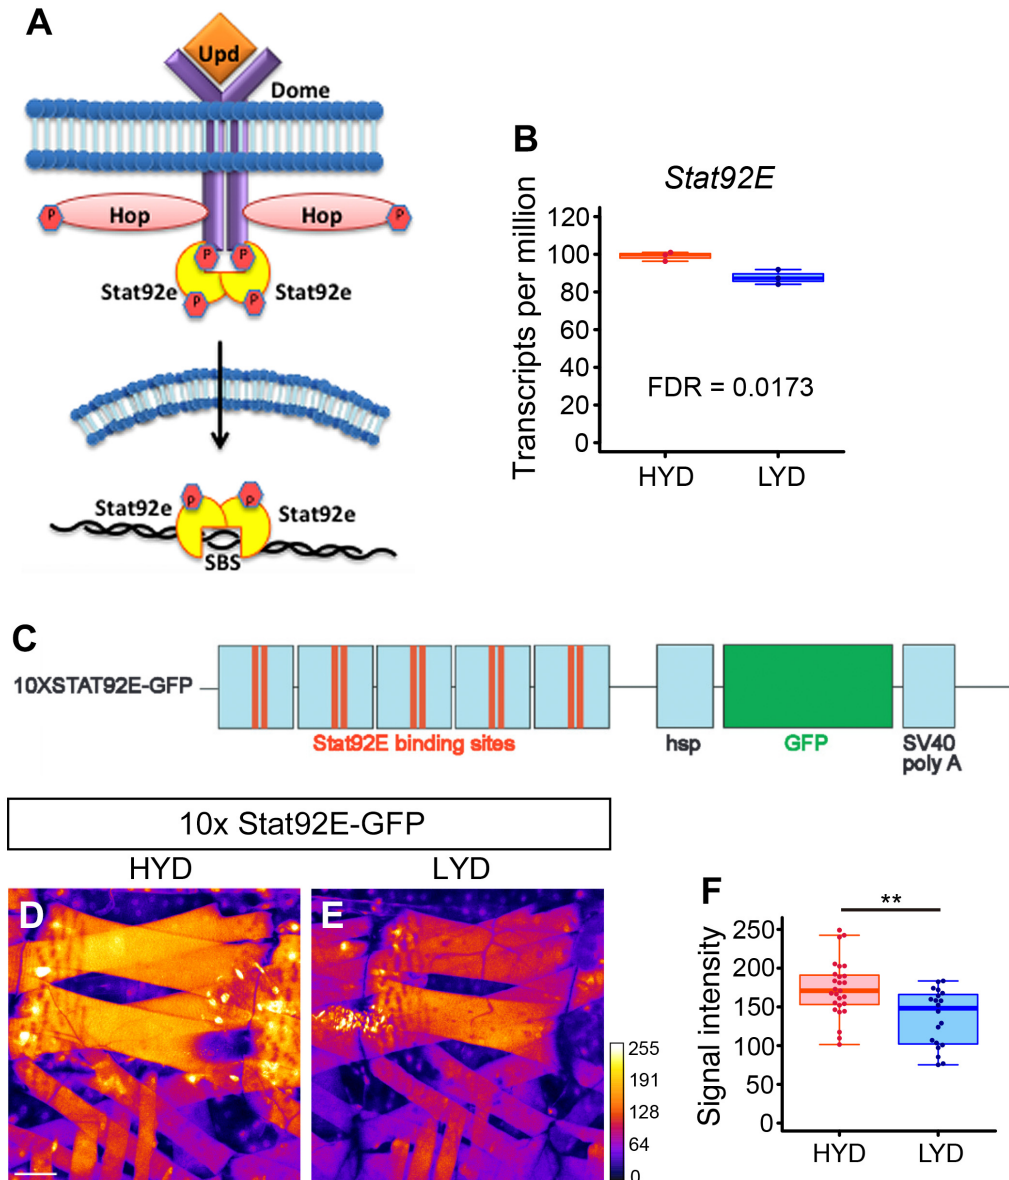 A
Upd
Dome
P
Hop
Hop
P
P
P
Stat92e
Stat92e
P
P
P
P
Stat92e
Stat92e
SBS
B
Stat92E
Transcripts per million
120
100
80
60
40
20
0
FDR = 0.0173
HYD
LYD
C
10XSTAT92E-GFP
Stat92E binding sites
hsp
GFP
SV40
poly A
10x Stat92E-GFP
HYD
LYD
D
E
255
191
128
64
0
F
**
Signal intensity
250
200
150
100
50
0
HYD
LYD